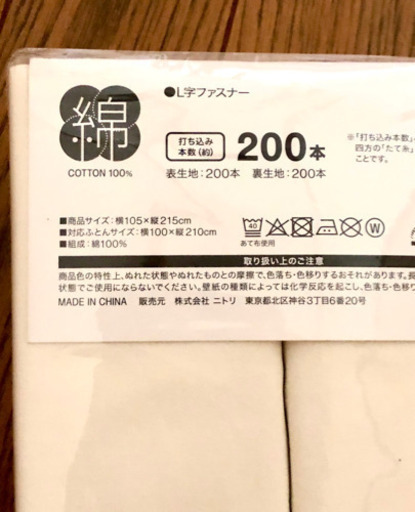 綿
COTTON 100%
●L字ファスナー
打ち込み
本数(約)
200本
表生地：200本 裏生地：200本
※「打ち込み本数」
四方の「たて糸」
ことです。
■商品サイズ：横105×縦215cm
■対応ふとんサイズ：横100×縦210cm
■組成：綿100%
40
W
あて布使用
取り扱い上のご注意
商品色の特性上、ぬれた状態やぬれたものとの摩擦で、色落ち・色移りするおそれがあります。
状態でご使用にならないでください。壁紙の種類によっては化学反応を起こし、色落ち・色移
MADE IN CHINA 販売元 株式会社 ニトリ 東京都北区神谷3丁目6番20号